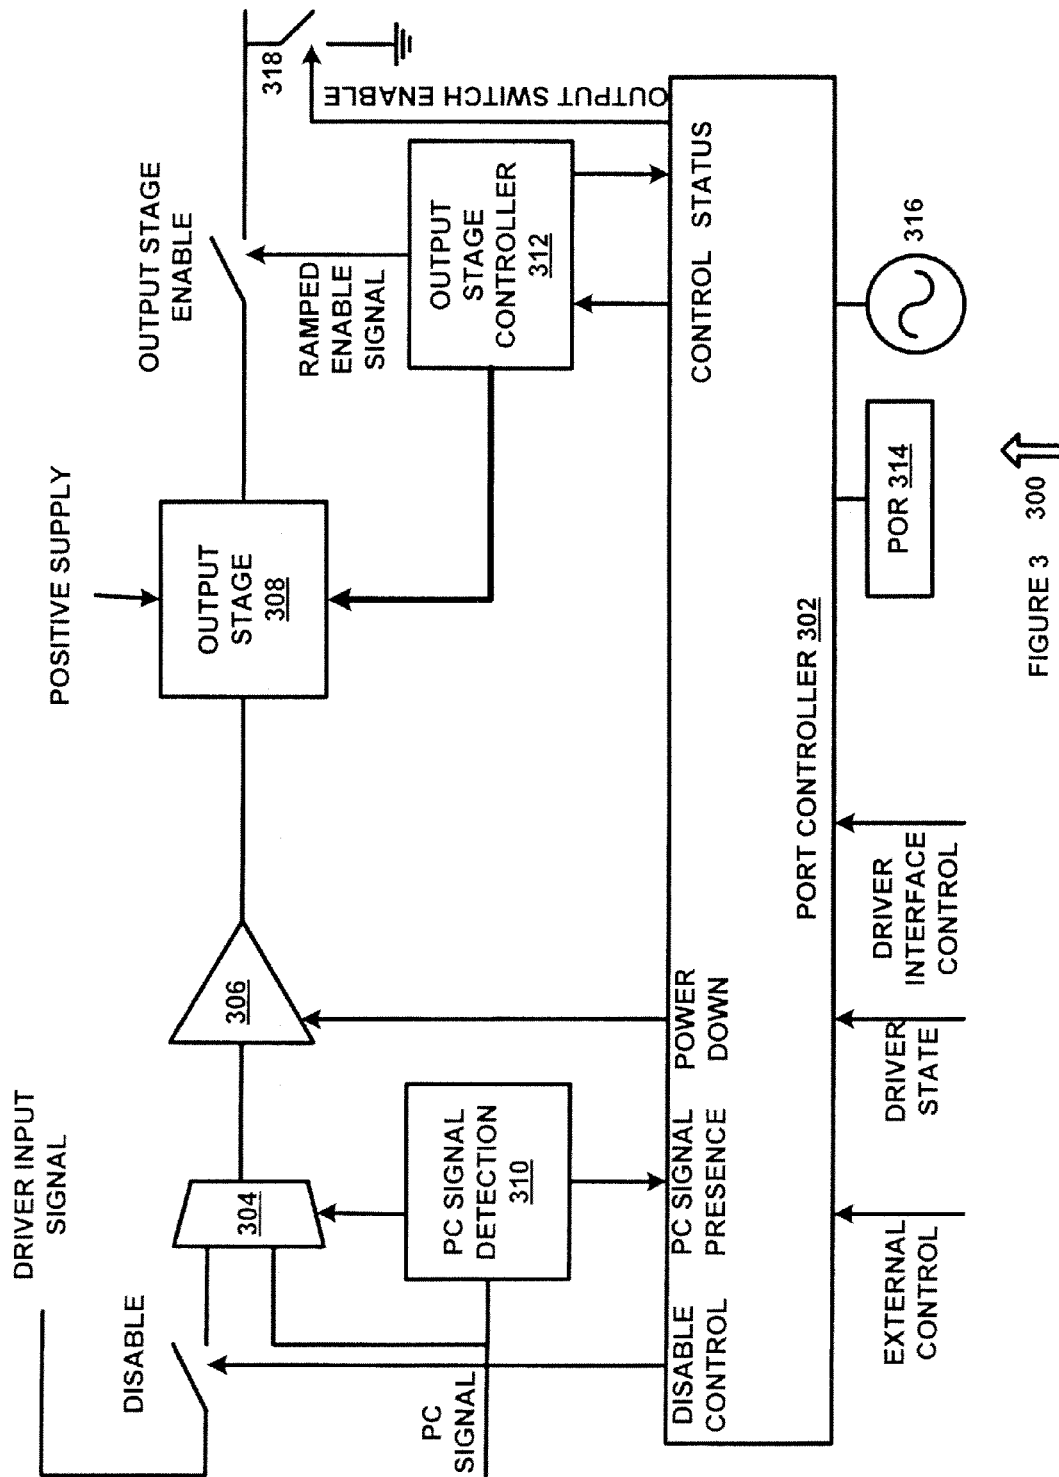 DRIVER INPUT
SIGNAL
DISABLE
PC
SIGNAL
304
306
POSITIVE SUPPLY
OUTPUT
STAGE
308
OUTPUT STAGE
ENABLE
318
RAMPED
ENABLE
SIGNAL
OUTPUT SWITCH ENABLE
PC SIGNAL
DETECTION
310
OUTPUT
STAGE
CONTROLLER
312
DISABLE
CONTROL
PC SIGNAL
PRESENCE
POWER
DOWN
CONTROL
STATUS
PORT CONTROLLER 302
EXTERNAL
CONTROL
DRIVER
STATE
DRIVER
INTERFACE
CONTROL
POR 314
316
FIGURE 3
300